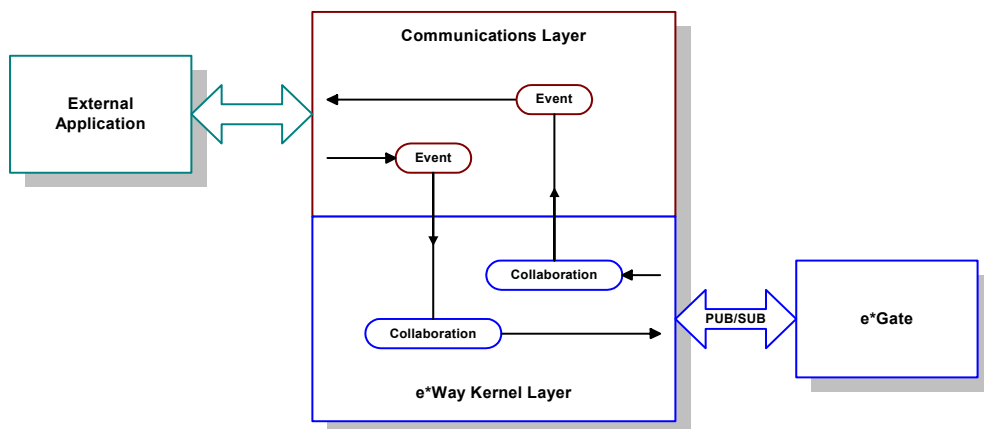 Communications Layer
External
Application
Event
Event
Collaboration
Collaboration
PUB/SUB
e*Gate
e*Way Kernel Layer